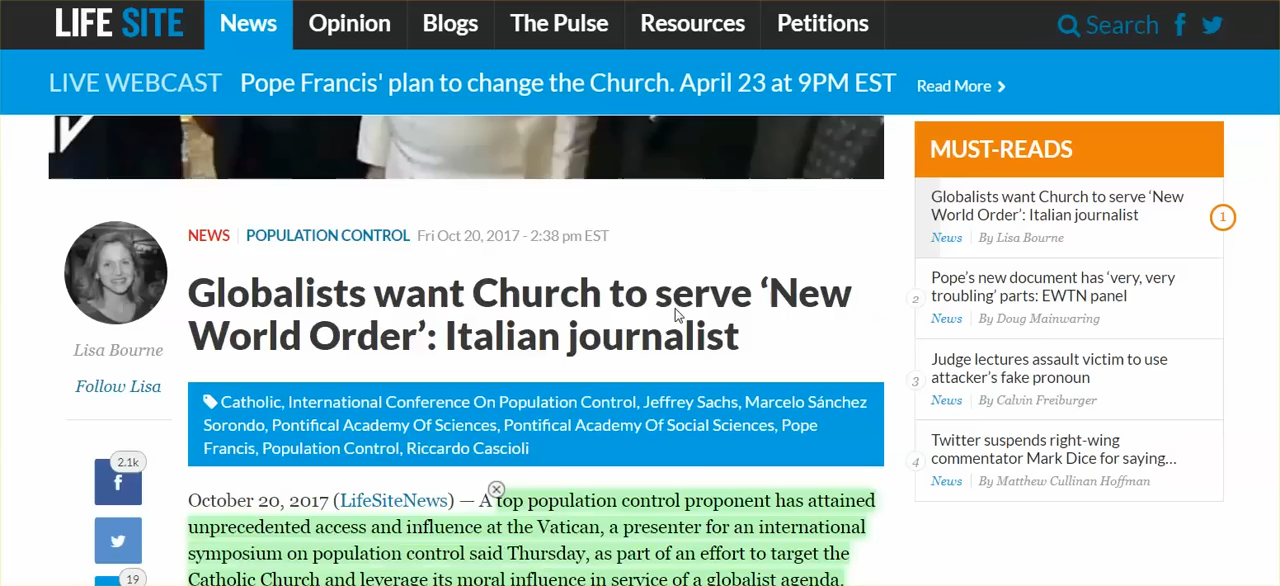 LIFE SITE News Opinion Blogs The Pulse Resources Petitions Search
LIVE WEBCAST Pope Francis' plan to change the Church. April 23 at 9PM EST Read More
NEWS POPULATION CONTROL Fri Oct 20, 2017 - 2:38 pm EST
Globalists want Church to serve ‘New
World Order’: Italian journalist
Lisa Bourne
Follow Lisa
Catholic, International Conference On Population Control, Jeffrey Sachs, Marcelo Sánchez
Sorondo, Pontifical Academy Of Sciences, Pontifical Academy Of Social Sciences, Pope
Francis, Population Control, Riccardo Cascioli
2.1k
19
October 20, 2017 (LifeSiteNews) — A top population control proponent has attained
unprecedented access and influence at the Vatican, a presenter for an international
symposium on population control said Thursday, as part of an effort to target the
Catholic Church and leverage its moral influence in service of a globalist agenda.
MUST-READS
Globalists want Church to serve ‘New
World Order’: Italian journalist
1
News By Lisa Bourne
Pope’s new document has ‘very, very
2
troubling’ parts: EWTN panel
News By Doug Mainwaring
Judge lectures assault victim to use
3
attacker’s fake pronoun
News By Calvin Freiburger
Twitter suspends right-wing
4
commentator Mark Dice for saying...
News By Matthew Cullinan Hoffman